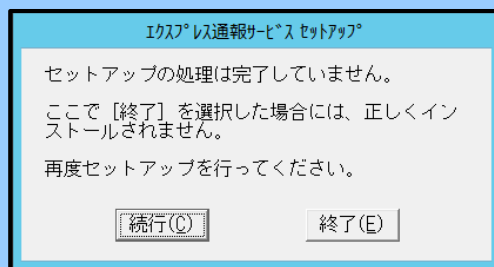 ｴｸｽﾌﾟﾚｽ通報ｻｰﾋﾞｽ ｾｯﾄｱｯﾌﾟ
セットアップの処理は完了していません。
ここで［終了］を選択した場合には、正しくイン
ストールされません。
再度セットアップを行ってください。
続行(C) 終了(E)